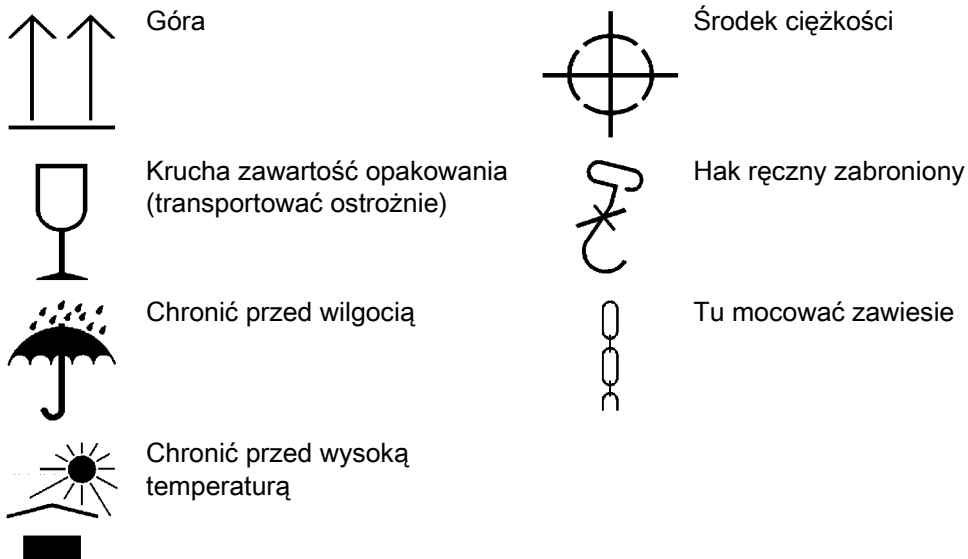 Góra
Środek ciężkości
Krucha zawartość opakowania
(transportować ostrożnie)
Hak ręczny zabroniony
Chronić przed wilgocią
Tu mocować zawiesie
Chronić przed wysoką
temperaturą